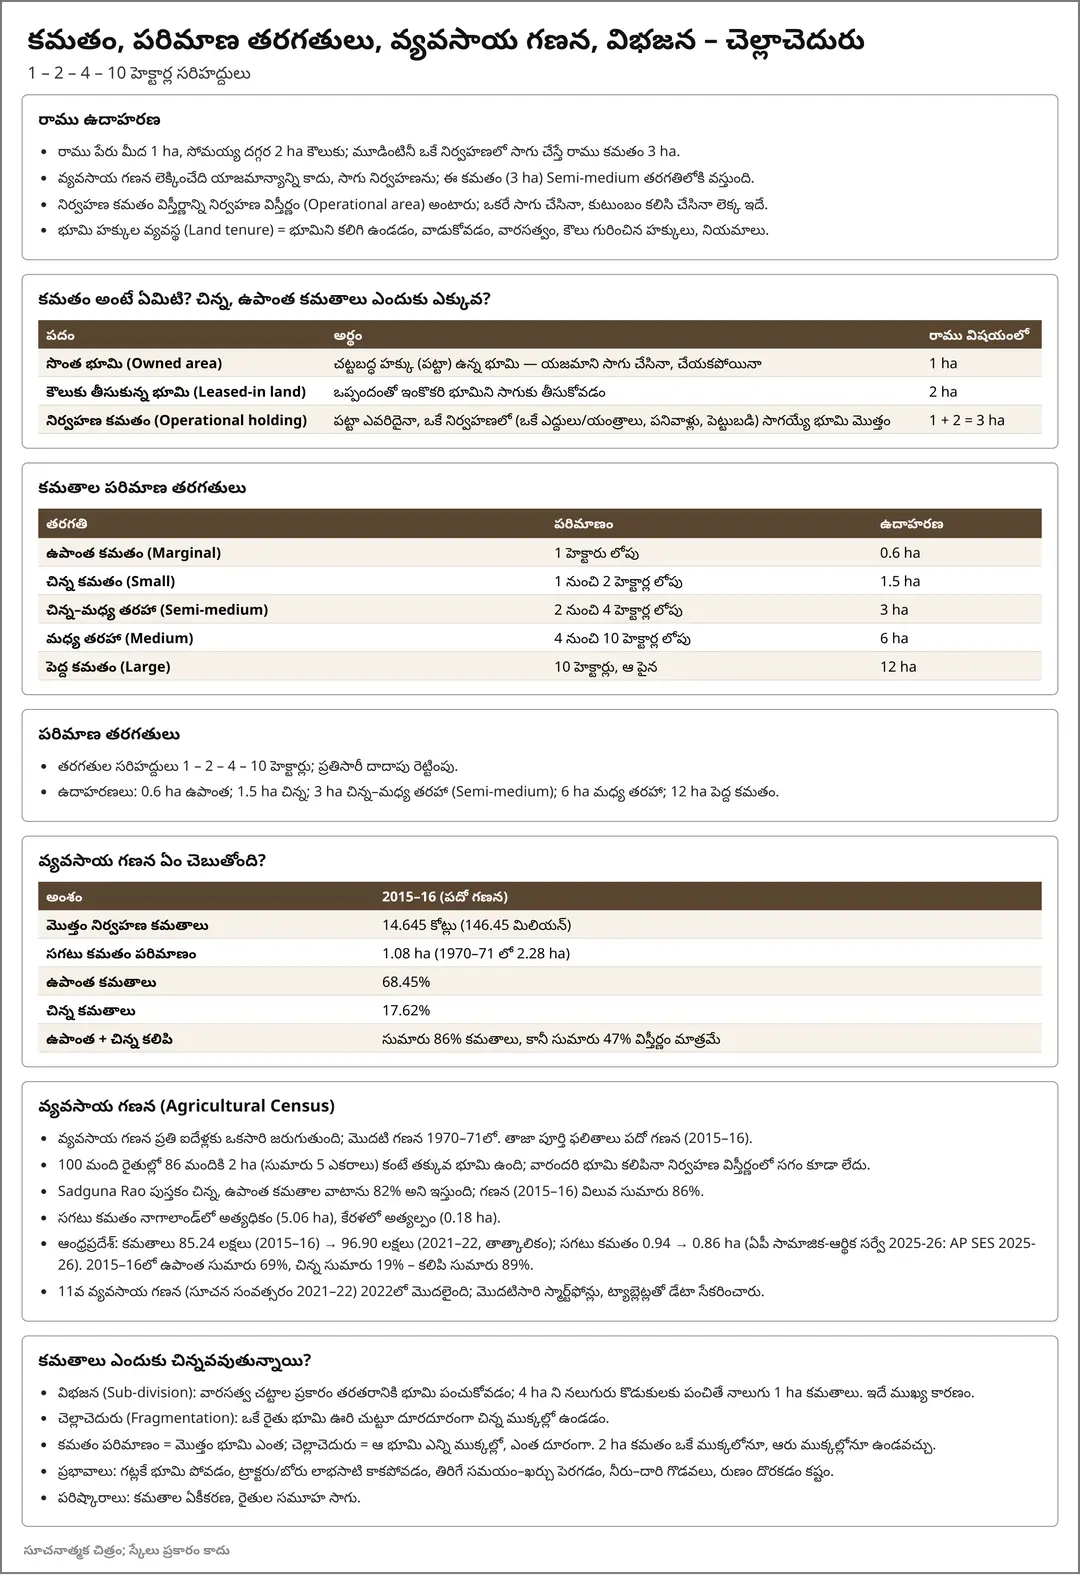 కమతం, పరిమాణ తరగతులు, వ్యవసాయ గణన, విభజన – చెల్లాచెదురు
1 – 2 – 4 – 10 హెక్టార్ల సరిహద్దులు
రాము ఉదాహరణ
• రాము పేరు మీద 1 ha, సోమయ్య దగ్గర 2 ha కౌలుకు; మూడింటినీ ఒకే నిర్వహణలో సాగు చేస్తే రాము కమతం 3 ha.
• వ్యవసాయ గణన లెక్కించేది యాజమాన్యాన్ని కాదు, సాగు నిర్వహణను; ఈ కమతం (3 ha) Semi-medium తరగతిలోకి వస్తుంది.
• నిర్వహణ కమతం విస్తీర్ణాన్ని నిర్వహణ విస్తీర్ణం (Operational area) అంటారు; ఒకరే సాగు చేసినా, కుటుంబం కలిసి చేసినా లెక్క ఇదే.
• భూమి హక్కుల వ్యవస్థ (Land tenure) = భూమిని కలిగి ఉండడం, వాడుకోవడం, వారసత్వం, కౌలు గురించిన హక్కులు, నియమాలు.
కమతం అంటే ఏమిటి? చిన్న, ఉపాంత కమతాలు ఎందుకు ఎక్కువ?
పదం అర్థం రాము విషయంలో
సొంత భూమి (Owned area) చట్టబద్ధ హక్కు (పట్టా) ఉన్న భూమి — యజమాని సాగు చేసినా, చేయకపోయినా 1 ha
కౌలుకు తీసుకున్న భూమి (Leased-in land) ఒప్పందంతో ఇంకొకరి భూమిని సాగుకు తీసుకోవడం 2 ha
నిర్వహణ కమతం (Operational holding) పట్టా ఎవరిదైనా, ఒకే నిర్వహణలో (ఒకే ఎద్దులు/యంత్రాలు, పనివాళ్లు, పెట్టుబడి) సాగయ్యే భూమి మొత్తం 1 + 2 = 3 ha
కమతాల పరిమాణ తరగతులు
తరగతి పరిమాణం ఉదాహరణ
ఉపాంత కమతం (Marginal) 1 హెక్టారు లోపు 0.6 ha
చిన్న కమతం (Small) 1 నుంచి 2 హెక్టార్ల లోపు 1.5 ha
చిన్న–మధ్య తరహా (Semi-medium) 2 నుంచి 4 హెక్టార్ల లోపు 3 ha
మధ్య తరహా (Medium) 4 నుంచి 10 హెక్టార్ల లోపు 6 ha
పెద్ద కమతం (Large) 10 హెక్టార్లు, ఆ పైన 12 ha
పరిమాణ తరగతులు
• తరగతుల సరిహద్దులు 1 – 2 – 4 – 10 హెక్టార్లు; ప్రతిసారీ దాదాపు రెట్టింపు.
• ఉదాహరణలు: 0.6 ha ఉపాంత; 1.5 ha చిన్న; 3 ha చిన్న–మధ్య తరహా (Semi-medium); 6 ha మధ్య తరహా; 12 ha పెద్ద కమతం.
వ్యవసాయ గణన ఏం చెబుతోంది?
అంశం 2015–16 (పదో గణన)
మొత్తం నిర్వహణ కమతాలు 14.645 కోట్లు (146.45 మిలియన్)
సగటు కమతం పరిమాణం 1.08 ha (1970–71 లో 2.28 ha)
ఉపాంత కమతాలు 68.45%
చిన్న కమతాలు 17.62%
ఉపాంత + చిన్న కలిపి సుమారు 86% కమతాలు, కానీ సుమారు 47% విస్తీర్ణం మాత్రమే
వ్యవసాయ గణన (Agricultural Census)
• వ్యవసాయ గణన ప్రతి ఐదేళ్లకు ఒకసారి జరుగుతుంది; మొదటి గణన 1970–71లో. తాజా పూర్తి ఫలితాలు పదో గణన (2015–16).
• 100 మంది రైతుల్లో 86 మందికి 2 ha (సుమారు 5 ఎకరాలు) కంటే తక్కువ భూమి ఉంది; వారందరి భూమి కలిపినా నిర్వహణ విస్తీర్ణంలో సగం కూడా లేదు.
• Sadguna Rao పుస్తకం చిన్న, ఉపాంత కమతాల వాటాను 82% అని ఇస్తుంది; గణన (2015–16) విలువ సుమారు 86%.
• సగటు కమతం నాగాలాండ్‌లో అత్యధికం (5.06 ha), కేరళలో అత్యల్పం (0.18 ha).
• ఆంధ్రప్రదేశ్: కమతాలు 85.24 లక్షలు (2015–16) → 96.90 లక్షలు (2021–22, తాత్కాలికం); సగటు కమతం 0.94 → 0.86 ha (ఏపీ సామాజిక-ఆర్థిక సర్వే 2025-26: AP SES 2025-
26). 2015–16లో ఉపాంత సుమారు 69%, చిన్న సుమారు 19% – కలిపి సుమారు 89%.
• 11వ వ్యవసాయ గణన (సూచన సంవత్సరం 2021–22) 2022లో మొదలైంది; మొదటిసారి స్మార్ట్‌ఫోన్లు, ట్యాబ్లెట్లతో డేటా సేకరించారు.
కమతాలు ఎందుకు చిన్నవవుతున్నాయి?
• విభజన (Sub-division): వారసత్వ చట్టాల ప్రకారం తరతరానికి భూమి పంచుకోవడం; 4 ha ని నలుగురు కొడుకులకు పంచితే నాలుగు 1 ha కమతాలు. ఇదే ముఖ్య కారణం.
• చెల్లాచెదురు (Fragmentation): ఒకే రైతు భూమి ఊరి చుట్టూ దూరదూరంగా చిన్న ముక్కల్లో ఉండడం.
• కమతం పరిమాణం = మొత్తం భూమి ఎంత; చెల్లాచెదురు = ఆ భూమి ఎన్ని ముక్కల్లో, ఎంత దూరంగా. 2 ha కమతం ఒకే ముక్కలోనూ, ఆరు ముక్కల్లోనూ ఉండవచ్చు.
• ప్రభావాలు: గట్లకే భూమి పోవడం, ట్రాక్టరు/బోరు లాభసాటి కాకపోవడం, తిరిగే సమయం–ఖర్చు పెరగడం, నీరు–దారి గొడవలు, రుణం దొరకడం కష్టం.
• పరిష్కారాలు: కమతాల ఏకీకరణ, రైతుల సమూహ సాగు.
సూచనాత్మక చిత్రం; స్కేలు ప్రకారం కాదు